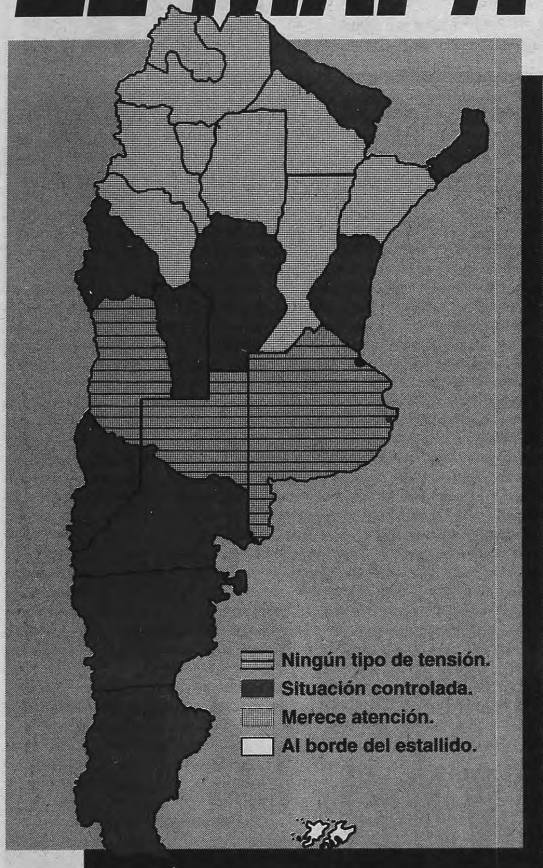 Ningún tipo de tensión.
Situación controlada.
Merece atención.
Al borde del estallido.